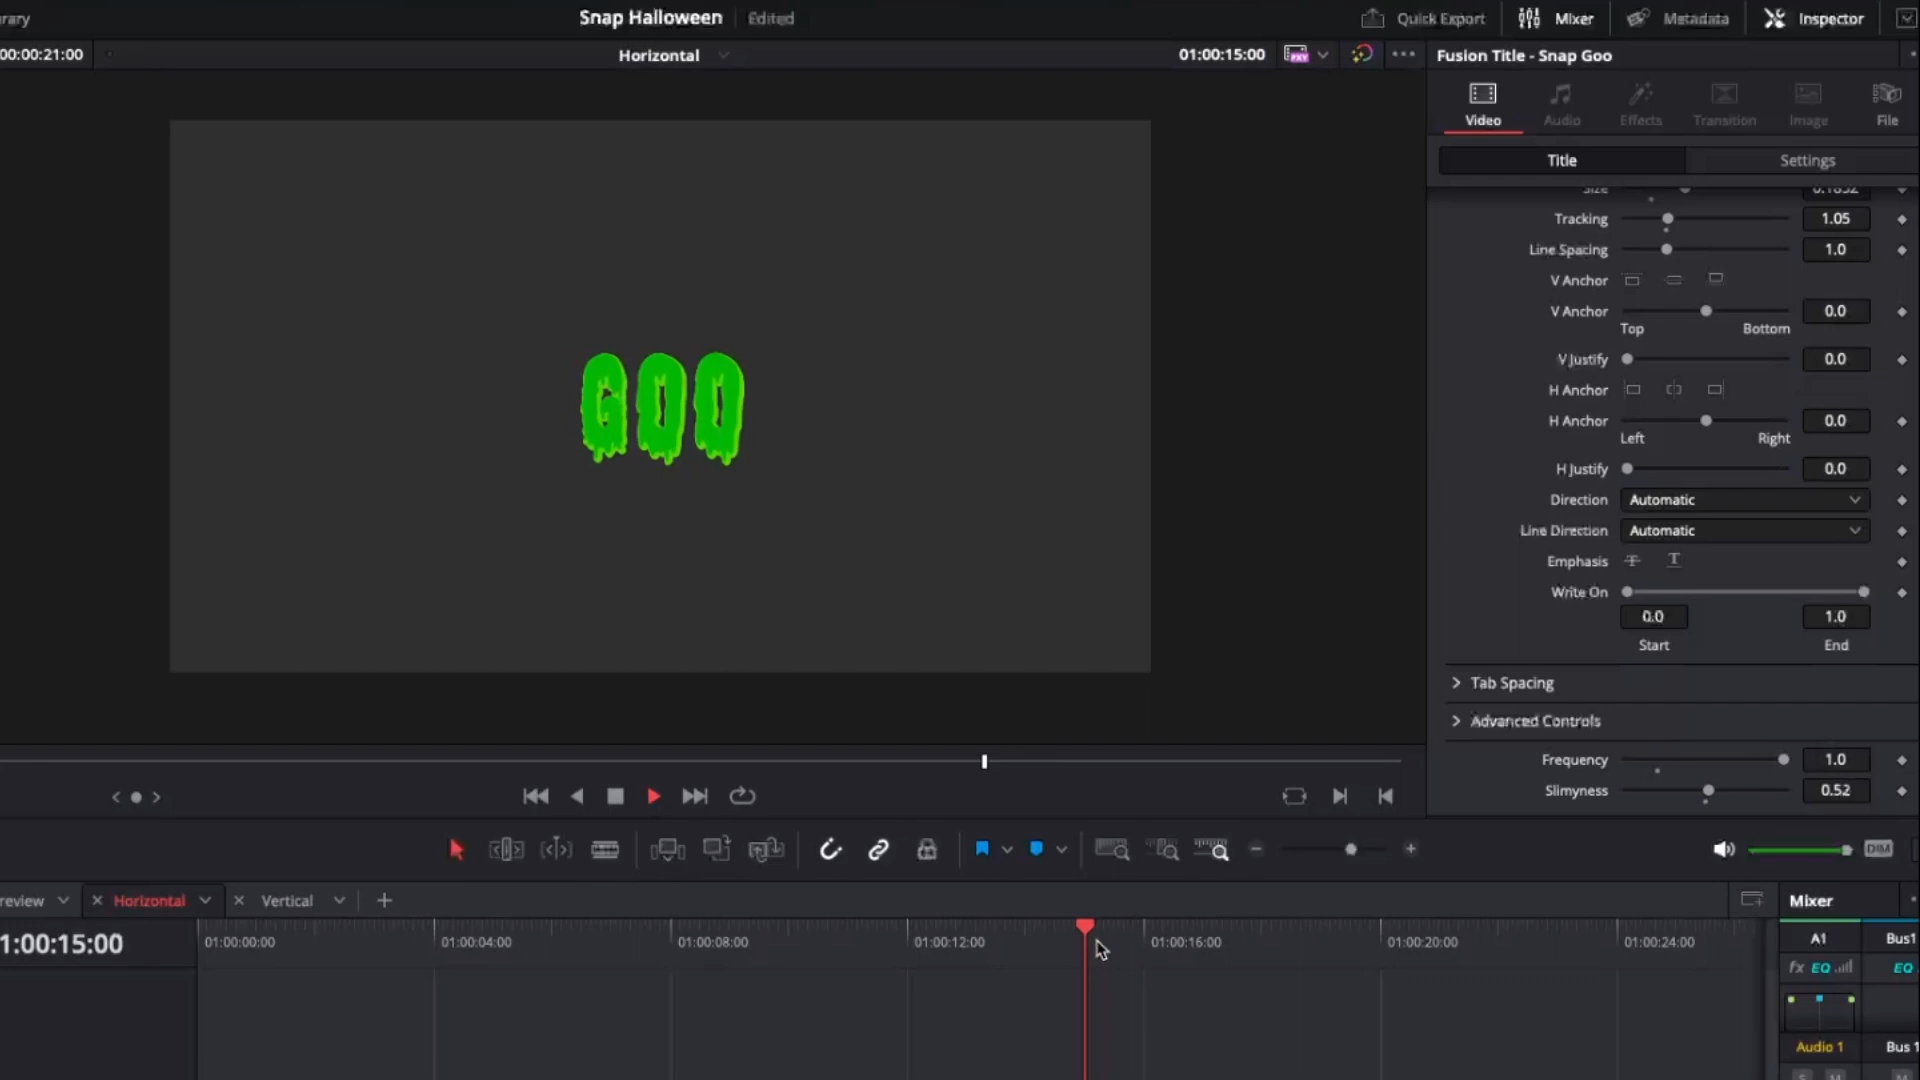 rary
Snap Halloween
Edited
Quick Export
Mixer
Metadata
Inspector
00:00:21:00
Horizontal
01:00:15:00
PXY
Fusion Title - Snap Goo
Video
Audio
Effects
Transition
Image
File
Title
Settings
Size
0.1852
Tracking
1.05
Line Spacing
1.0
V Anchor
V Anchor
0.0
Top
Bottom
V Justify
0.0
H Anchor
H Anchor
0.0
Left
Right
H Justify
0.0
Direction
Automatic
Line Direction
Automatic
Emphasis
T
T
Write On
0.0
1.0
Start
End
Tab Spacing
Advanced Controls
Frequency
1.0
Slimyness
0.52
GOO
DIM
review
Horizontal
Vertical
Mixer
1:00:15:00
01:00:00:00
01:00:04:00
01:00:08:00
01:00:12:00
01:00:16:00
01:00:20:00
01:00:24:00
A1
Bus1
fx
EQ
EQ
Audio 1
Bus 1